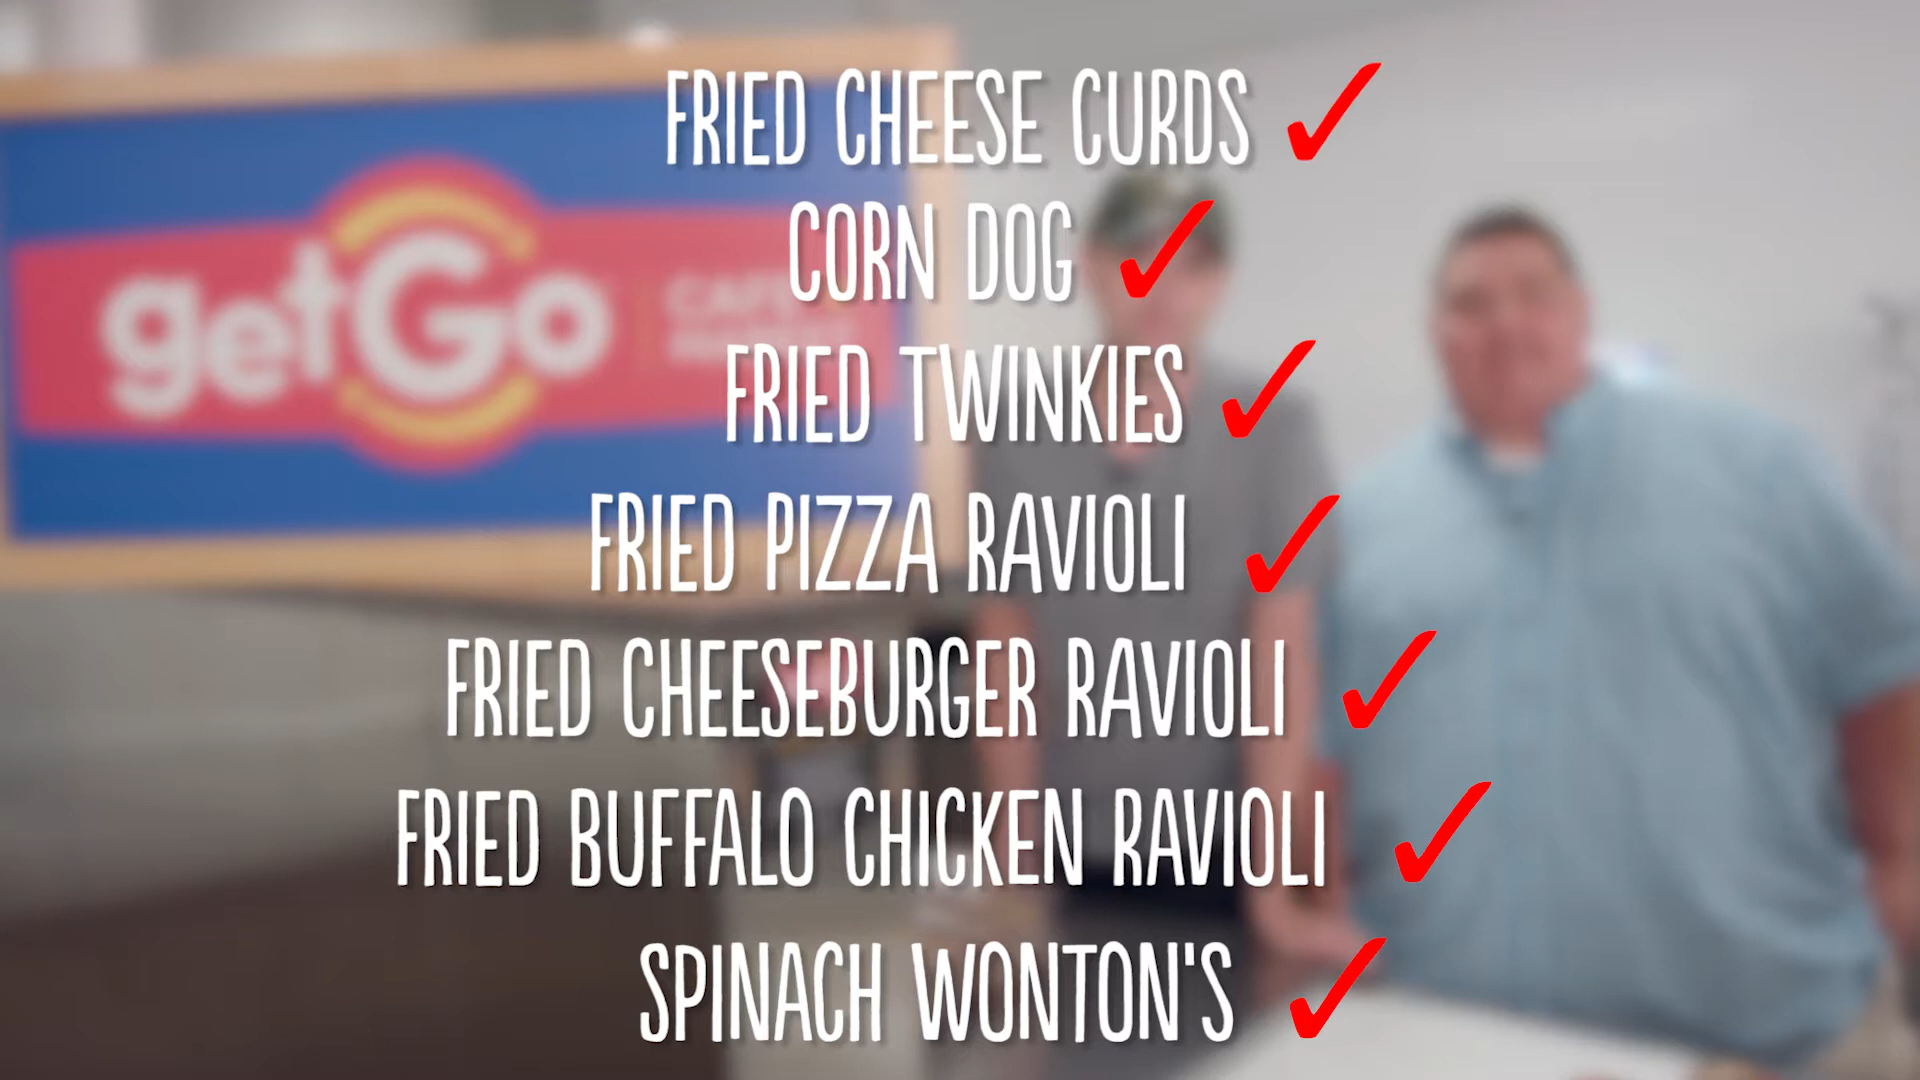 FRIED CHEESE CURDS ✓
CORN DOG ✓
FRIED TWINKIES ✓
FRIED PIZZA RAVIOLI ✓
FRIED CHEESEBURGER RAVIOLI ✓
FRIED BUFFALO CHICKEN RAVIOLI ✓
SPINACH WONTON'S ✓
getGo